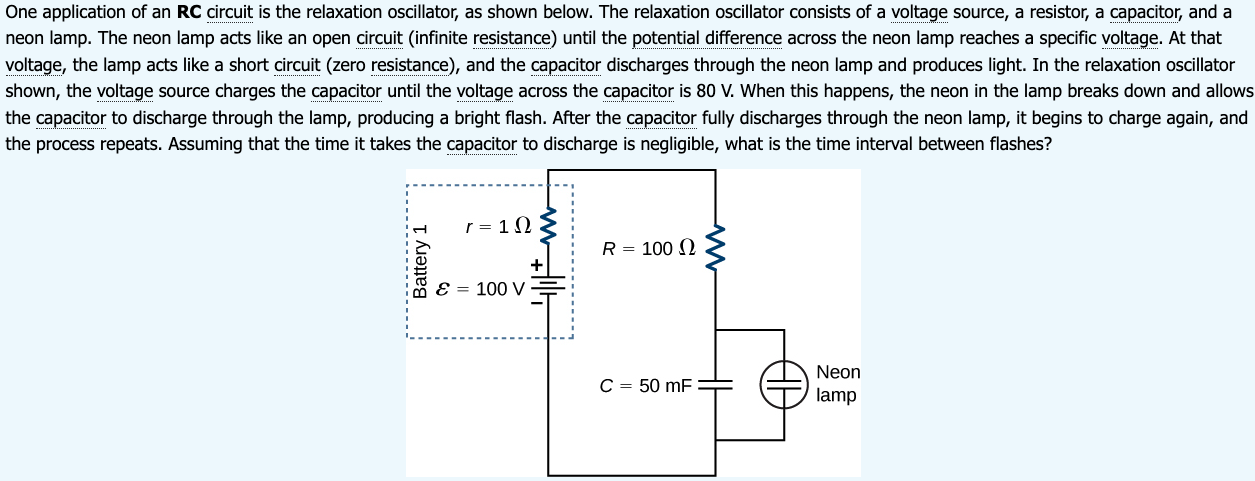 One application of an RC circuit is the relaxation oscillator, as shown below. The relaxation oscillator consists of a voltage source, a resistor, a capacitor, and a
neon lamp. The neon lamp acts like an open circuit (infinite resistance) until the potential difference across the neon lamp reaches a specific voltage. At that
voltage, the lamp acts like a short circuit (zero resistance), and the capacitor discharges through the neon lamp and produces light. In the relaxation oscillator
shown, the voltage source charges the capacitor until the voltage across the capacitor is 80 V. When this happens, the neon in the lamp breaks down and allows
the capacitor to discharge through the lamp, producing a bright flash. After the capacitor fully discharges through the neon lamp, it begins to charge again, and
the process repeats. Assuming that the time it takes the capacitor to discharge is negligible, what is the time interval between flashes?
Battery 1
r = 1 Ω
+
ε = 100 V
−
R = 100 Ω
C = 50 mF
Neon
lamp